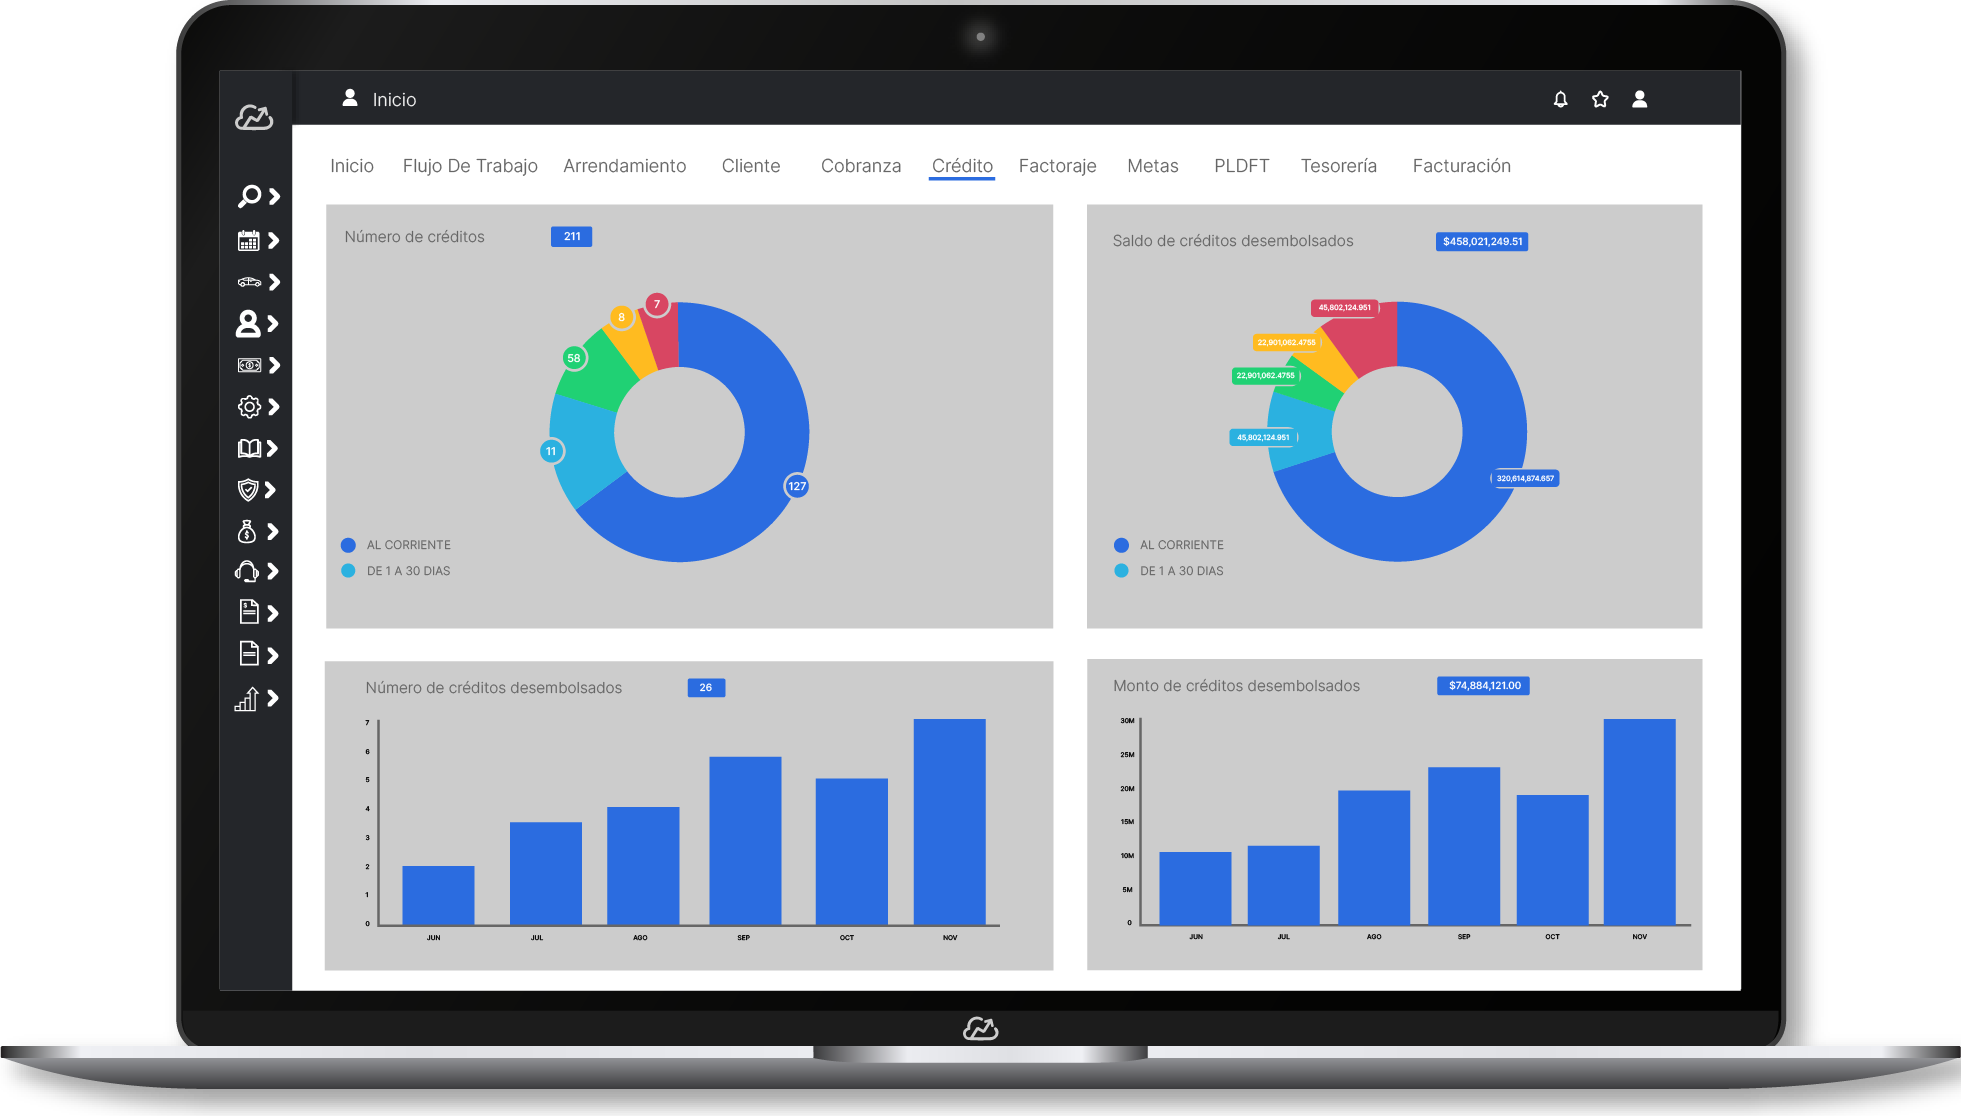 Inicio
Inicio Flujo De Trabajo Arrendamiento Cliente Cobranza Crédito Factoraje Metas PLDFT Tesorería Facturación
Número de créditos 211
7
8
58
11
127
AL CORRIENTE
DE 1 A 30 DIAS
Saldo de créditos desembolsados $458,021,249.51
45,802,124.951
22,901,062.4755
22,901,062.4755
45,802,124.951
320,614,874.657
AL CORRIENTE
DE 1 A 30 DIAS
Número de créditos desembolsados 26
7
6
5
4
3
2
1
0
JUN JUL AGO SEP OCT NOV
Monto de créditos desembolsados $74,884,121.00
30M
25M
20M
15M
10M
5M
0
JUN JUL AGO SEP OCT NOV